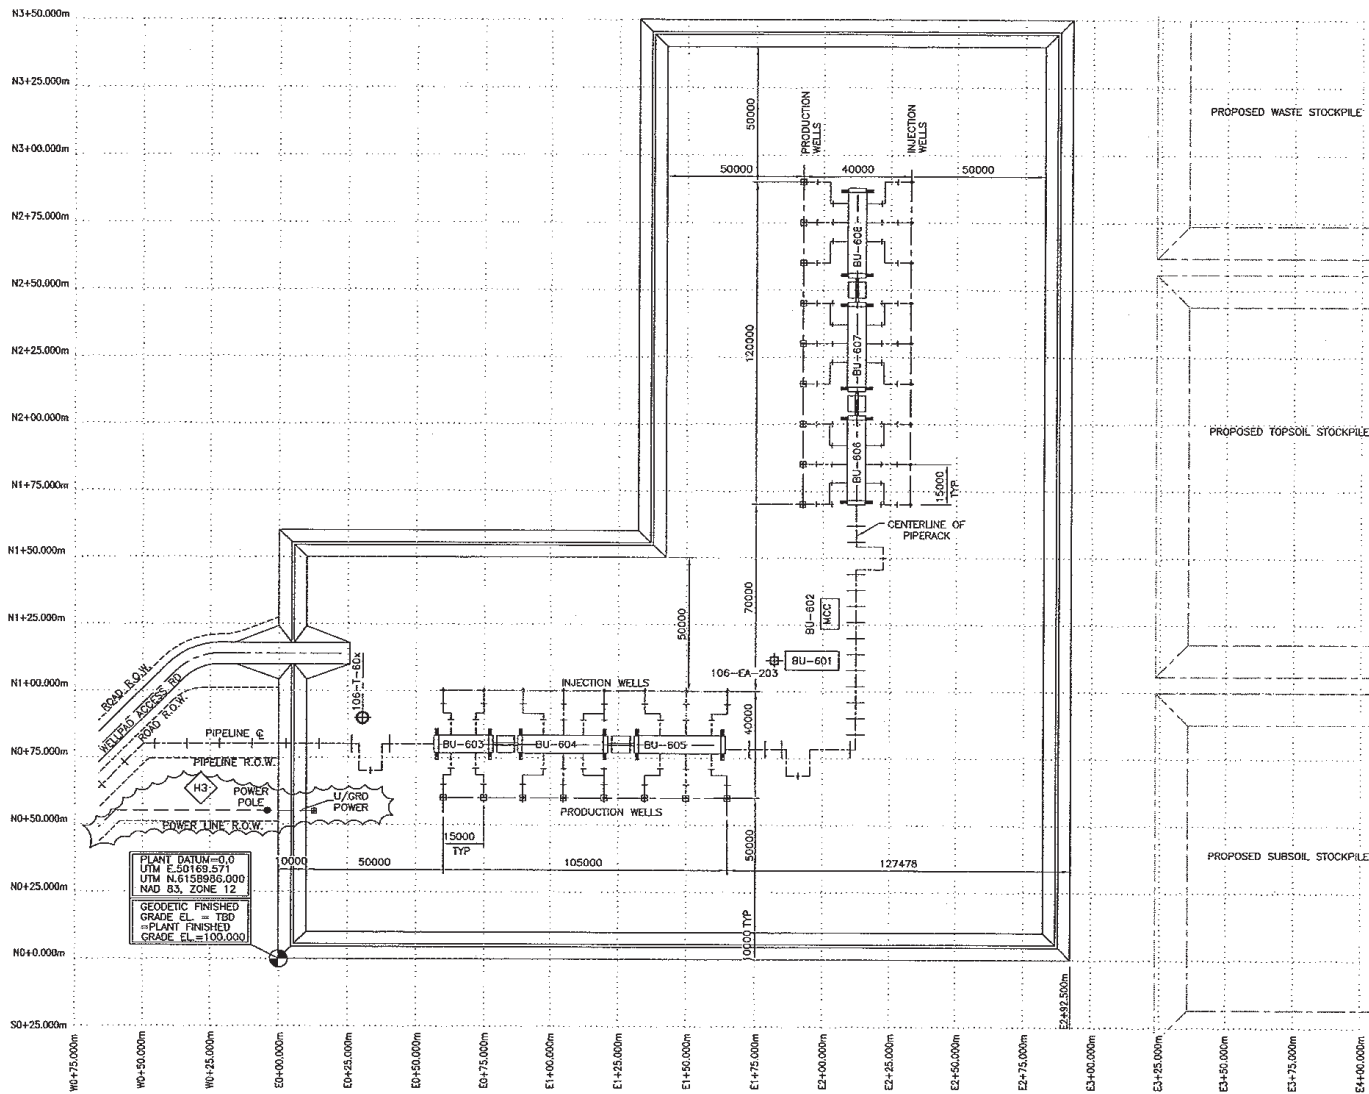 N3+50.000m
N3+25.000m
N3+00.000m
N2+75.000m
N2+50.000m
N2+25.000m
N2+00.000m
N1+75.000m
N1+50.000m
N1+25.000m
N1+00.000m
N0+75.000m
N0+50.000m
N0+25.000m
N0+0.000m
S0+25.000m
50000
PRODUCTION
WELLS
INJECTION
WELLS
50000
40000
50000
BU-608
BU-607
BU-606
120000
15000
TYP
CENTERLINE OF
PIPERACK
70000
50000
BU-602
MCC
BU-601
106-EA-203
PROPOSED WASTE STOCKPILE
PROPOSED TOPSOIL STOCKPILE
PROPOSED SUBSOIL STOCKPILE
ROAD R.O.W.
WELLPAD ACCESS RD
ROAD R.O.W.
106-T-60x
INJECTION WELLS
40000
PIPELINE ℄
BU-603
BU-604
BU-605
PIPELINE R.O.W.
H3
POWER
POLE
U/GRD
POWER
POWER LINE R.O.W.
PRODUCTION WELLS
15000
TYP
50000
10000
50000
105000
127478
PLANT DATUM=0,0
UTM E.50169.571
UTM N.6158986.000
NAD 83, ZONE 12
GEODETIC FINISHED
GRADE EL. = TBD
=PLANT FINISHED
GRADE EL.=100.000
10000 TYP
E2+92.500m
W0+75.000m
W0+50.000m
W0+25.000m
E0+00.000m
E0+25.000m
E0+50.000m
E0+75.000m
E1+00.000m
E1+25.000m
E1+50.000m
E1+75.000m
E2+00.000m
E2+25.000m
E2+50.000m
E2+75.000m
E3+00.000m
E3+25.000m
E3+50.000m
E3+75.000m
E4+00.000m